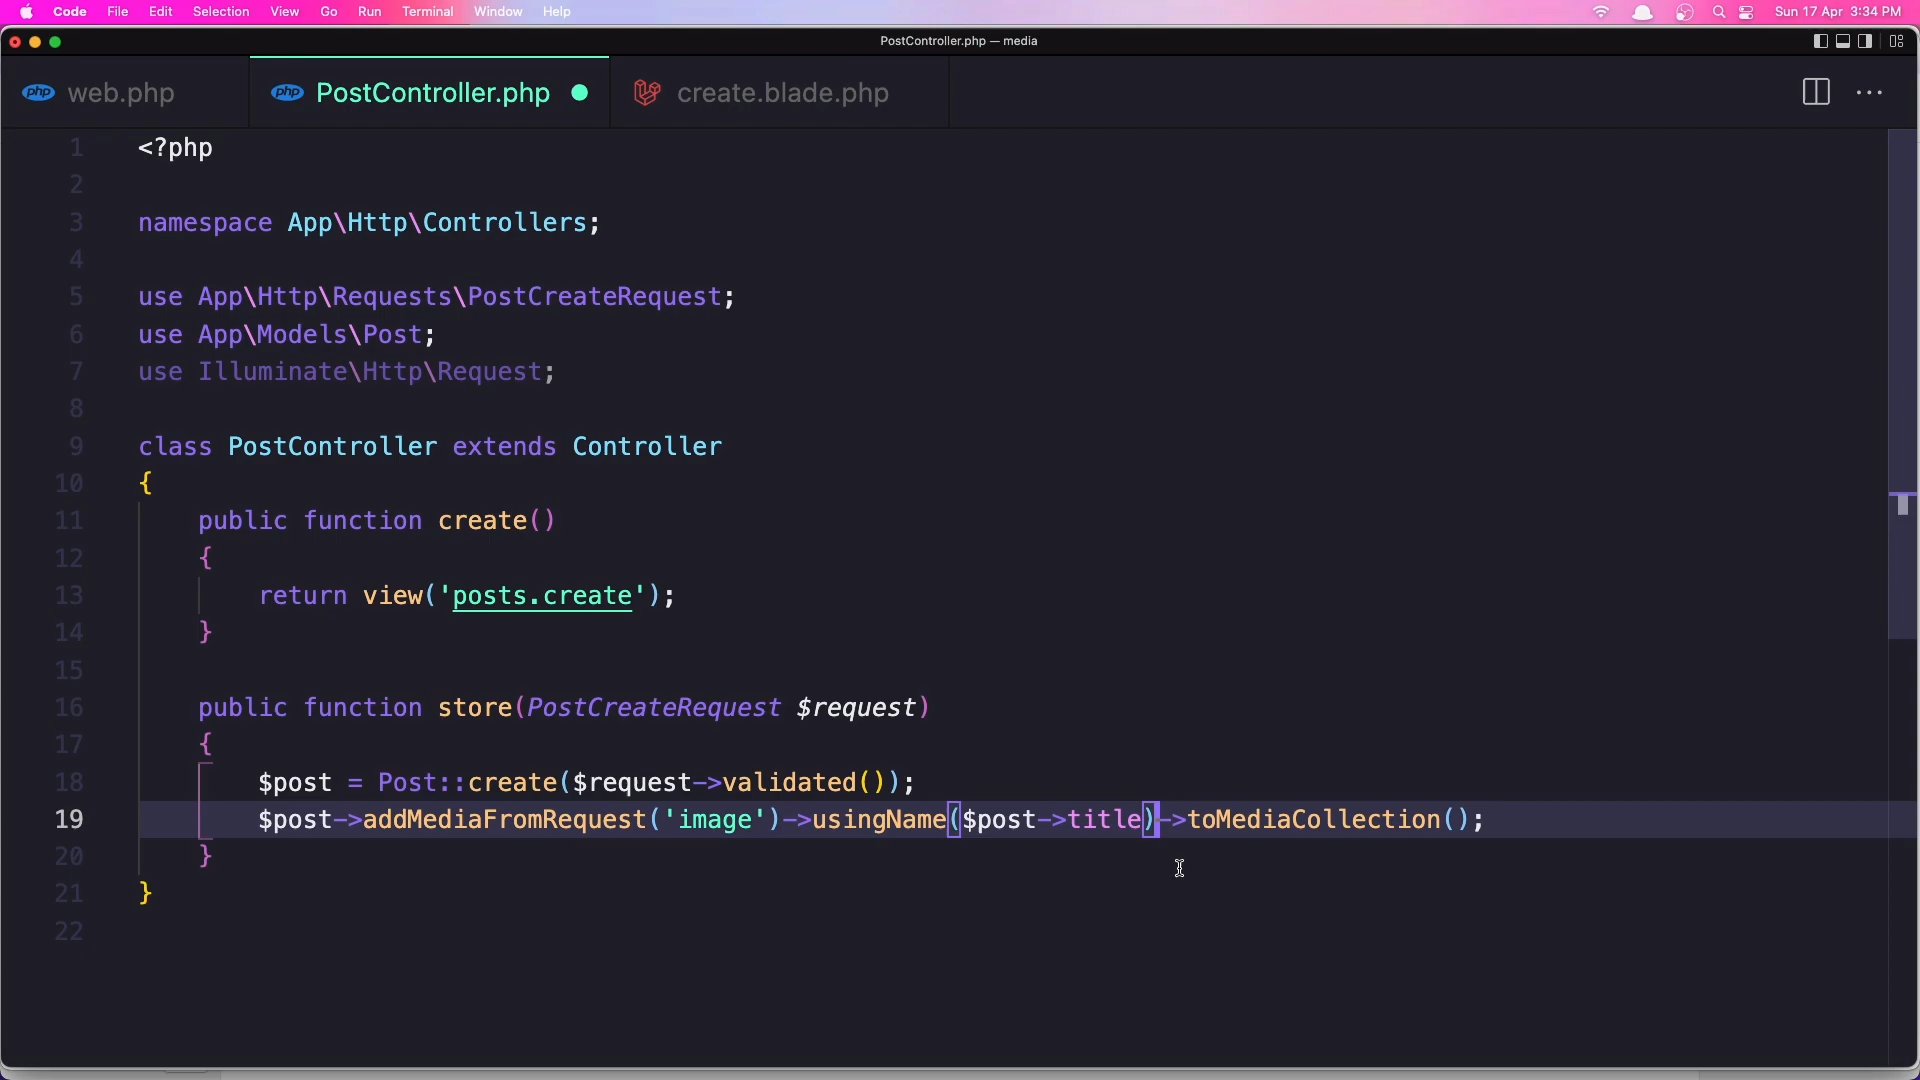 Code File Edit Selection View Go Run Terminal Window Help Sun 17 Apr 3:34 PM
PostController.php — media
php web.php php PostController.php create.blade.php
1 <?php
2
3 namespace App\Http\Controllers;
4
5 use App\Http\Requests\PostCreateRequest;
6 use App\Models\Post;
7 use Illuminate\Http\Request;
8
9 class PostController extends Controller
10 {
11 public function create()
12 {
13 return view('posts.create');
14 }
15
16 public function store(PostCreateRequest $request)
17 {
18 $post = Post::create($request->validated());
19 $post->addMediaFromRequest('image')->usingName($post->title)->toMediaCollection();
20 }
21 }
22